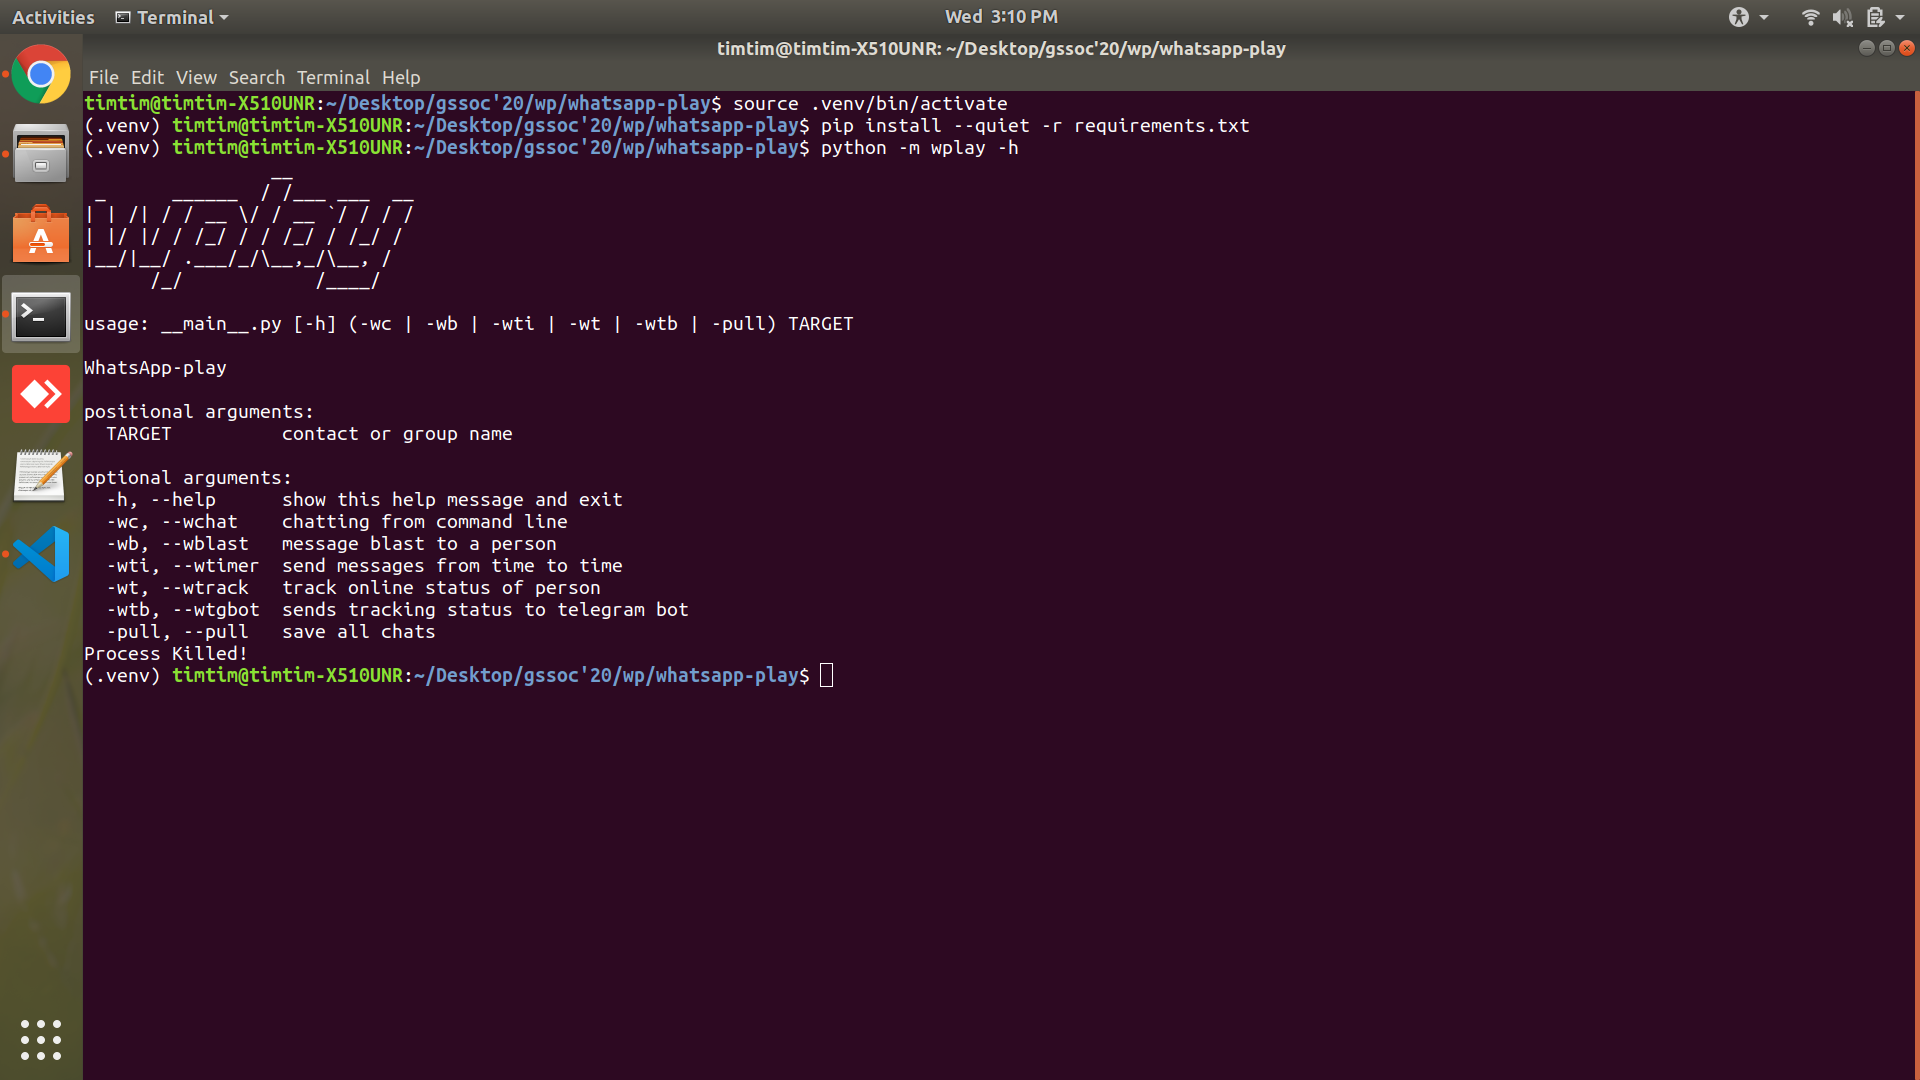 Activities Terminal Wed 3:10 PM
timtim@timtim-X510UNR: ~/Desktop/gssoc'20/wp/whatsapp-play
File Edit View Search Terminal Help
timtim@timtim-X510UNR:~/Desktop/gssoc'20/wp/whatsapp-play$ source .venv/bin/activate
(.venv) timtim@timtim-X510UNR:~/Desktop/gssoc'20/wp/whatsapp-play$ pip install --quiet -r requirements.txt
(.venv) timtim@timtim-X510UNR:~/Desktop/gssoc'20/wp/whatsapp-play$ python -m wplay -h
                 __
 _      ______  / /___ ___  __
| | /| / / __ \/ / __ `/ / / /
| |/ |/ / /_/ / / /_/ / /_/ /
|__/|__/ .___/_/\__,_/\__, /
      /_/            /____/
usage: __main__.py [-h] (-wc | -wb | -wti | -wt | -wtb | -pull) TARGET
WhatsApp-play
positional arguments:
  TARGET          contact or group name
optional arguments:
  -h, --help      show this help message and exit
  -wc, --wchat    chatting from command line
  -wb, --wblast   message blast to a person
  -wti, --wtimer  send messages from time to time
  -wt, --wtrack   track online status of person
  -wtb, --wtgbot  sends tracking status to telegram bot
  -pull, --pull   save all chats
Process Killed!
(.venv) timtim@timtim-X510UNR:~/Desktop/gssoc'20/wp/whatsapp-play$